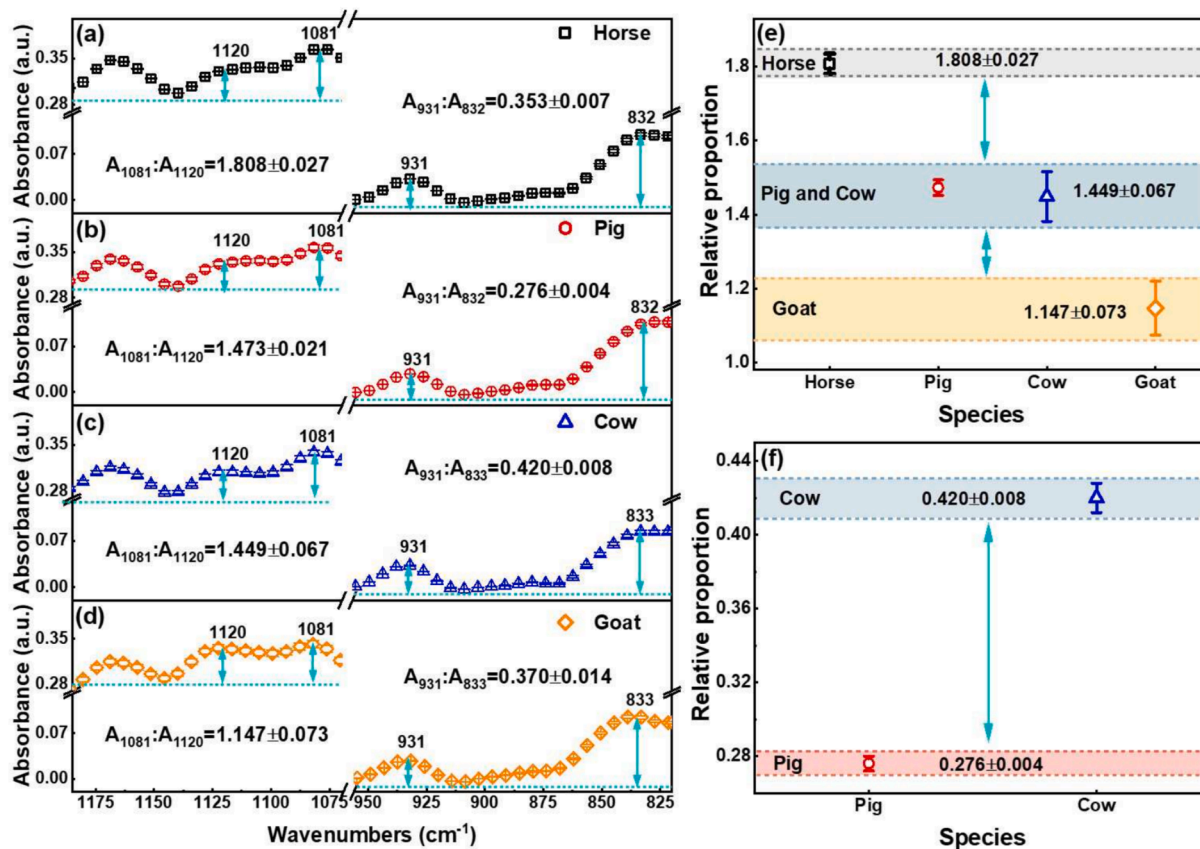 (a)
1120
1081
Horse
A931:A832=0.353±0.007
A1081:A1120=1.808±0.027
931
832
Absorbance (a.u.)
0.35
0.28
0.07
0.00
(b)
1120
1081
Pig
A931:A832=0.276±0.004
A1081:A1120=1.473±0.021
931
832
Absorbance (a.u.)
0.35
0.28
0.07
0.00
(c)
1120
1081
Cow
A931:A833=0.420±0.008
A1081:A1120=1.449±0.067
931
833
Absorbance (a.u.)
0.35
0.28
0.07
0.00
(d)
1120
1081
Goat
A931:A833=0.370±0.014
A1081:A1120=1.147±0.073
931
833
Absorbance (a.u.)
0.35
0.28
0.07
0.00
1175 1150 1125 1100 1075 950 925 900 875 850 825
Wavenumbers (cm-1)
(e)
Horse
1.808±0.027
Pig and Cow
1.449±0.067
Goat
1.147±0.073
Relative proportion
1.8
1.6
1.4
1.2
1.0
Horse Pig Cow Goat
Species
(f)
Cow
0.420±0.008
Pig
0.276±0.004
Relative proportion
0.44
0.40
0.36
0.32
0.28
Pig Cow
Species